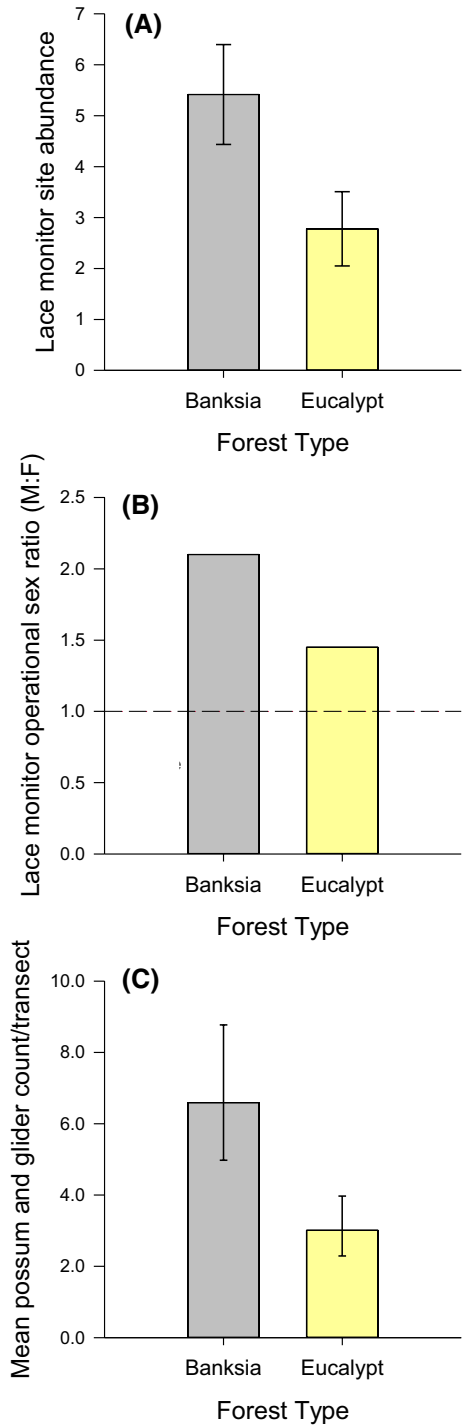 (A)
Lace monitor site abundance
7
6
5
4
3
2
1
0
Banksia Eucalypt
Forest Type
(B)
Lace monitor operational sex ratio (M:F)
2.5
2.0
1.5
1.0
0.5
0.0
Banksia Eucalypt
Forest Type
(C)
Mean possum and glider count/transect
10.0
8.0
6.0
4.0
2.0
0.0
Banksia Eucalypt
Forest Type